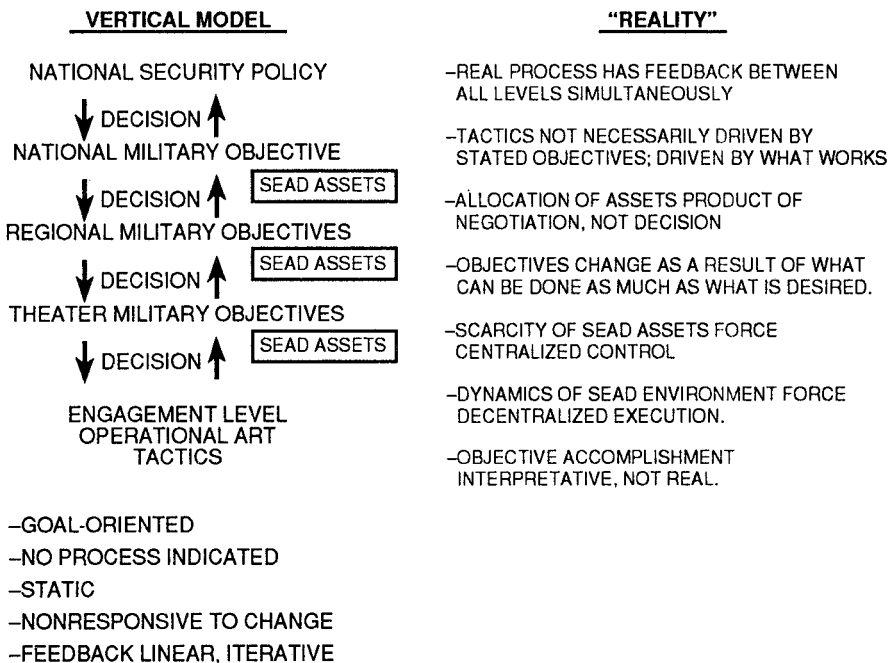 VERTICAL MODEL
NATIONAL SECURITY POLICY
DECISION
NATIONAL MILITARY OBJECTIVE
DECISION
SEAD ASSETS
REGIONAL MILITARY OBJECTIVES
DECISION
SEAD ASSETS
THEATER MILITARY OBJECTIVES
DECISION
SEAD ASSETS
ENGAGEMENT LEVEL
OPERATIONAL ART
TACTICS
–GOAL-ORIENTED
–NO PROCESS INDICATED
–STATIC
–NONRESPONSIVE TO CHANGE
–FEEDBACK LINEAR, ITERATIVE
"REALITY"
–REAL PROCESS HAS FEEDBACK BETWEEN
ALL LEVELS SIMULTANEOUSLY
–TACTICS NOT NECESSARILY DRIVEN BY
STATED OBJECTIVES; DRIVEN BY WHAT WORKS
–ALLOCATION OF ASSETS PRODUCT OF
NEGOTIATION, NOT DECISION
–OBJECTIVES CHANGE AS A RESULT OF WHAT
CAN BE DONE AS MUCH AS WHAT IS DESIRED.
–SCARCITY OF SEAD ASSETS FORCE
CENTRALIZED CONTROL
–DYNAMICS OF SEAD ENVIRONMENT FORCE
DECENTRALIZED EXECUTION.
–OBJECTIVE ACCOMPLISHMENT
INTERPRETATIVE, NOT REAL.